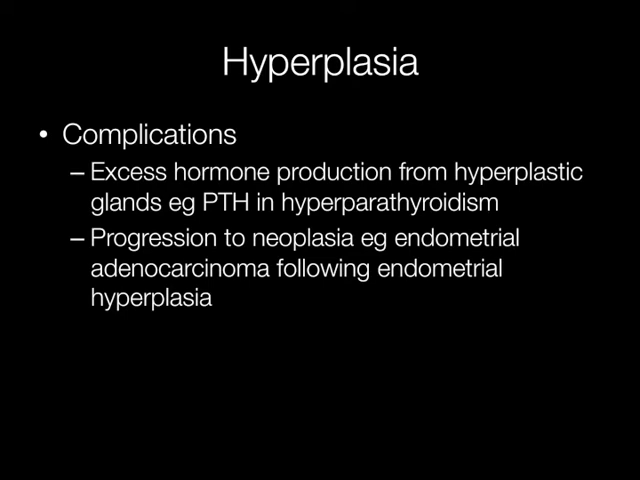 Hyperplasia
• Complications
– Excess hormone production from hyperplastic
glands eg PTH in hyperparathyroidism
– Progression to neoplasia eg endometrial
adenocarcinoma following endometrial
hyperplasia